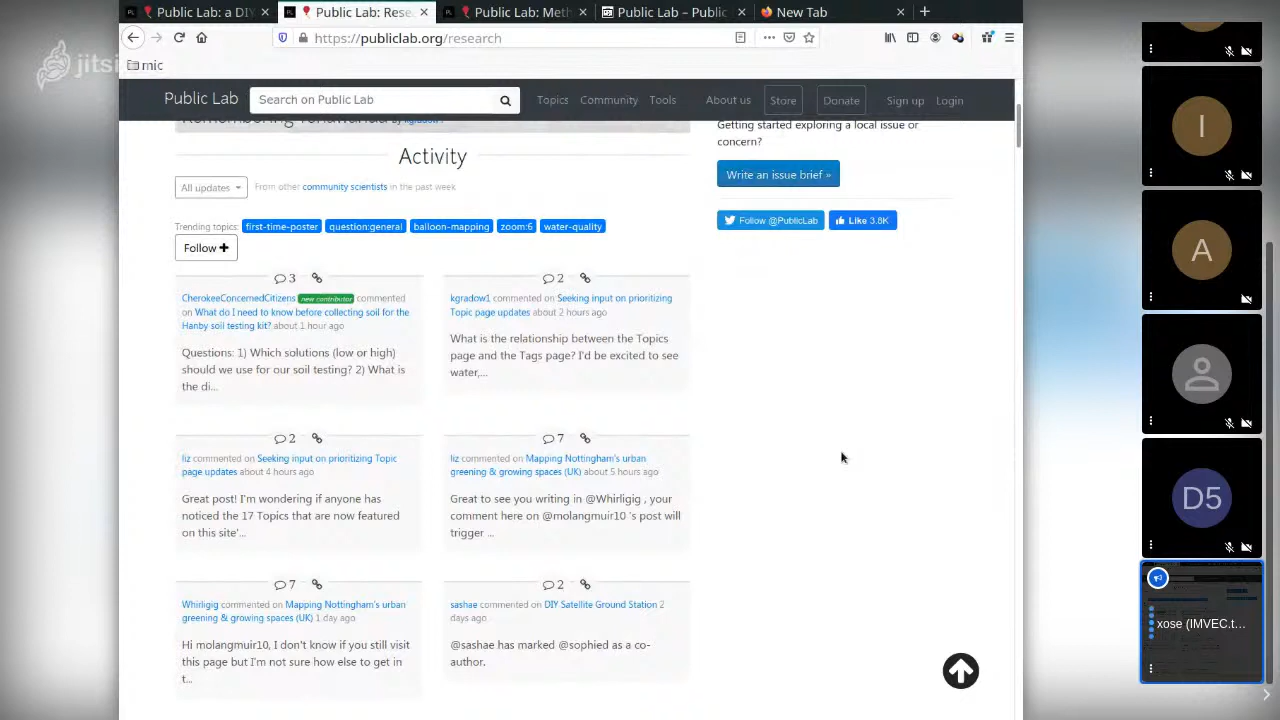 Public Lab: a DIY
Public Lab: Rese
Public Lab: Meth
Public Lab – Public
New Tab
https://publiclab.org/research
jitsi
mic
Public Lab
Search on Public Lab
Topics Community Tools About us Store Donate Sign up Login
Getting started exploring a local issue or
concern?
Write an issue brief »
Follow @PublicLab
Like 3.8K
Activity
All updates
From other community scientists in the past week
Trending topics: first-time-poster question:general balloon-mapping zoom:6 water-quality
Follow
3
CherokeeConcernedCitizens new contributor commented
on What do I need to know before collecting soil for the
Hanby soil testing kit? about 1 hour ago
Questions: 1) Which solutions (low or high)
should we use for our soil testing? 2) What is
the di...
2
kgradow1 commented on Seeking input on prioritizing
Topic page updates about 2 hours ago
What is the relationship between the Topics
page and the Tags page? I'd be excited to see
water,...
2
liz commented on Seeking input on prioritizing Topic
page updates about 4 hours ago
Great post! I'm wondering if anyone has
noticed the 17 Topics that are now featured
on this site'...
7
liz commented on Mapping Nottingham's urban
greening & growing spaces (UK) about 5 hours ago
Great to see you writing in @Whirligig , your
comment here on @molangmuir10 's post will
trigger ...
7
Whirligig commented on Mapping Nottingham's urban
greening & growing spaces (UK) 1 day ago
Hi molangmuir10, I don't know if you still visit
this page but I'm not sure how else to get in
t...
2
sashae commented on DIY Satellite Ground Station 2
days ago
@sashae has marked @sophied as a co-
author.
I
A
D5
xose (IMVEC.t...